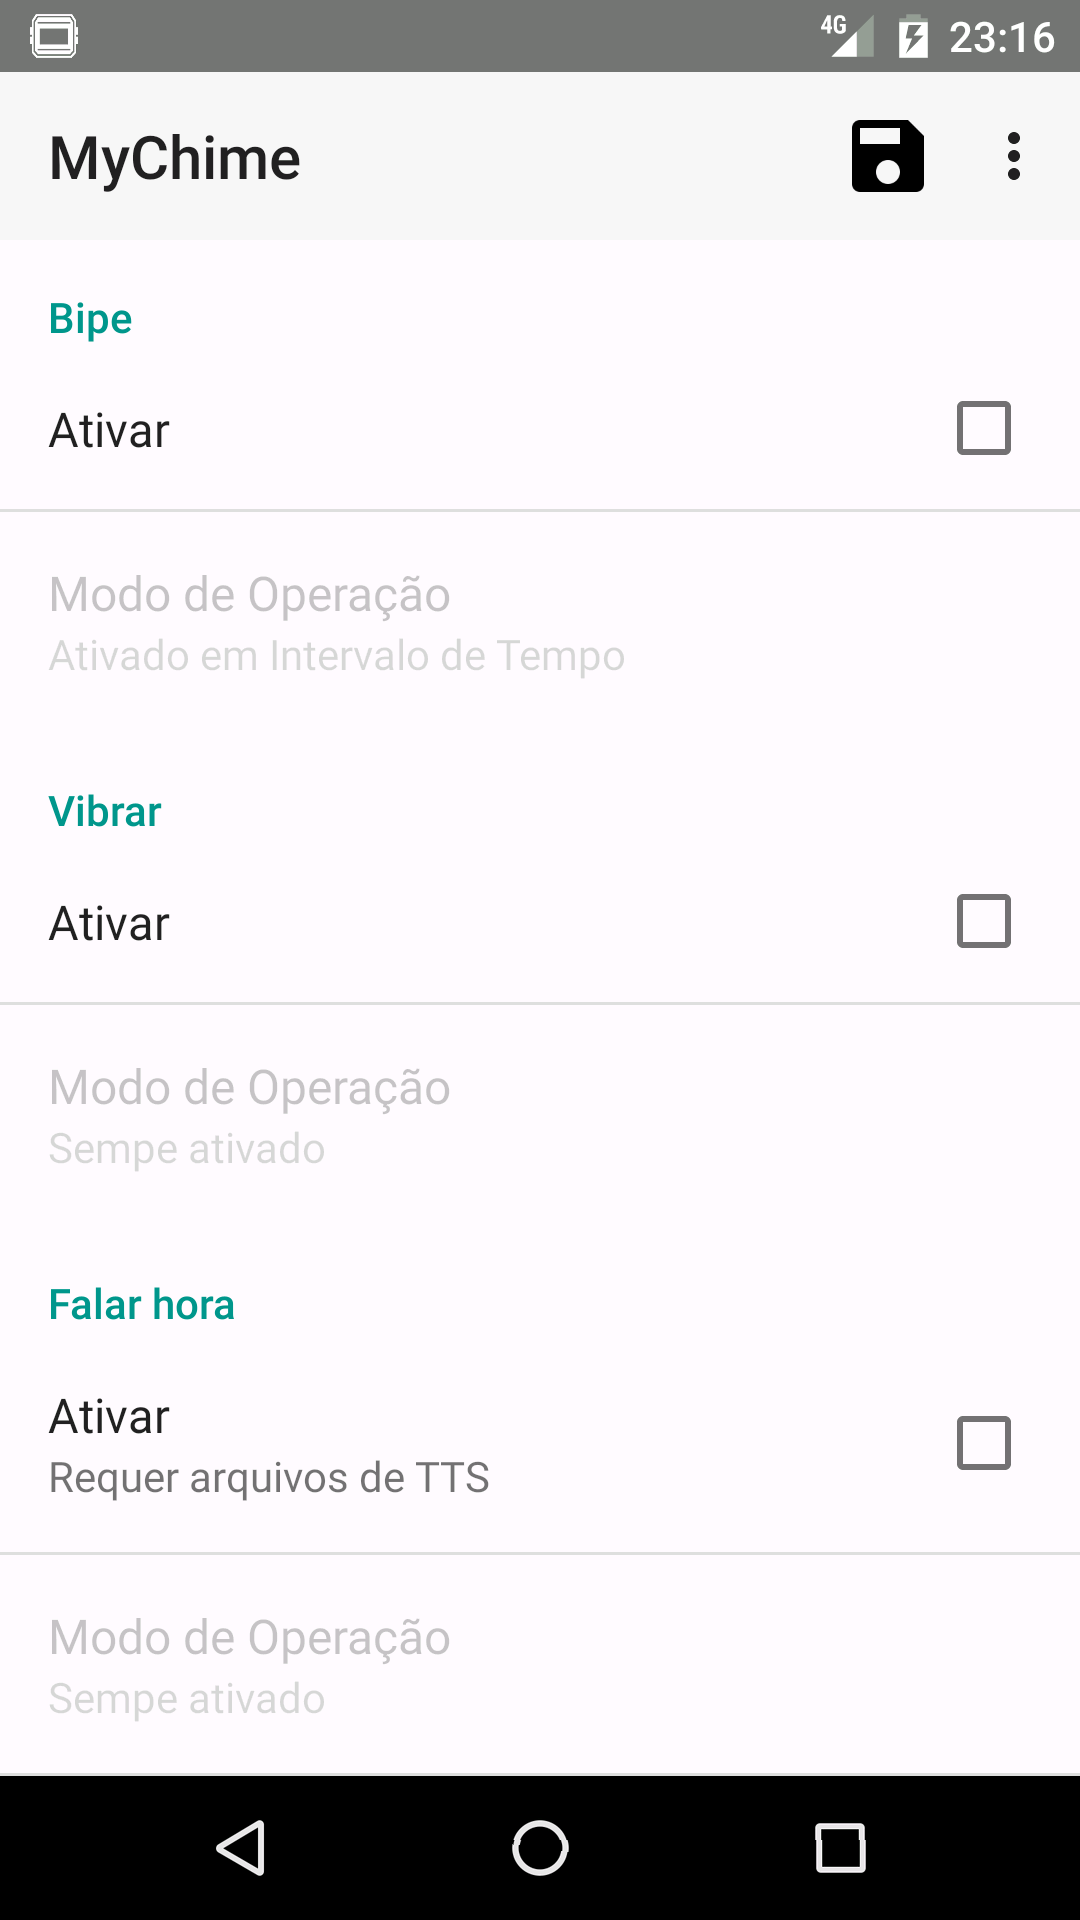 4G 23:16
MyChime
Bipe
Ativar
Modo de Operação
Ativado em Intervalo de Tempo
Vibrar
Ativar
Modo de Operação
Sempe ativado
Falar hora
Ativar
Requer arquivos de TTS
Modo de Operação
Sempe ativado